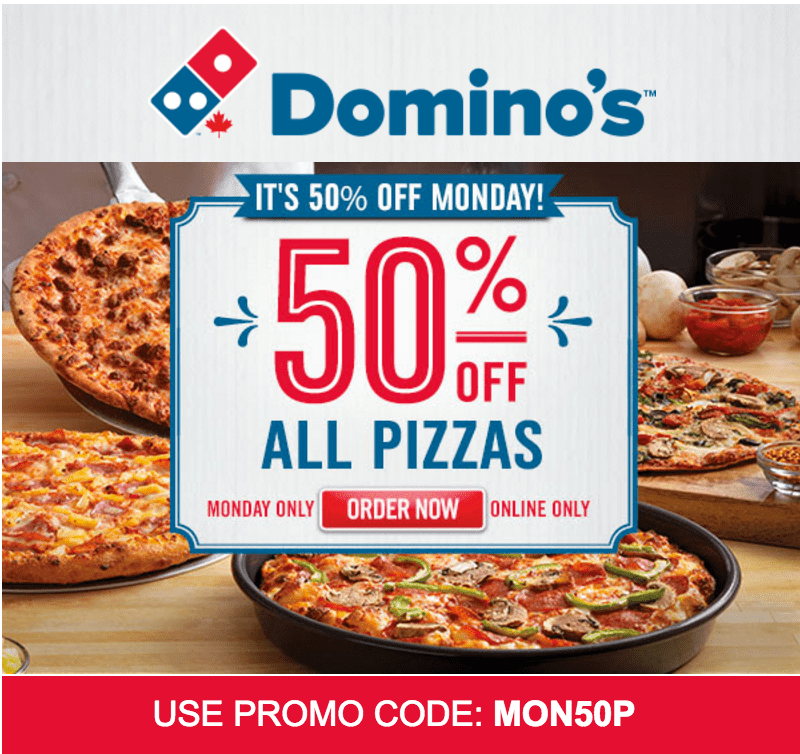 Domino's™
IT'S 50% OFF MONDAY!
50% OFF
ALL PIZZAS
MONDAY ONLY ORDER NOW ONLINE ONLY
USE PROMO CODE: MON50P